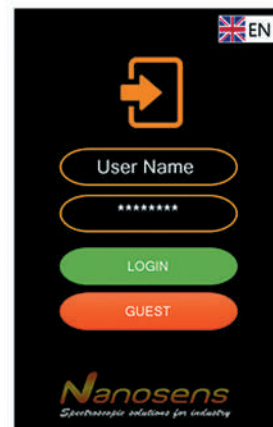 EN
User Name
********
LOGIN
GUEST
Nanosens
Spectroscopic solutions for industry